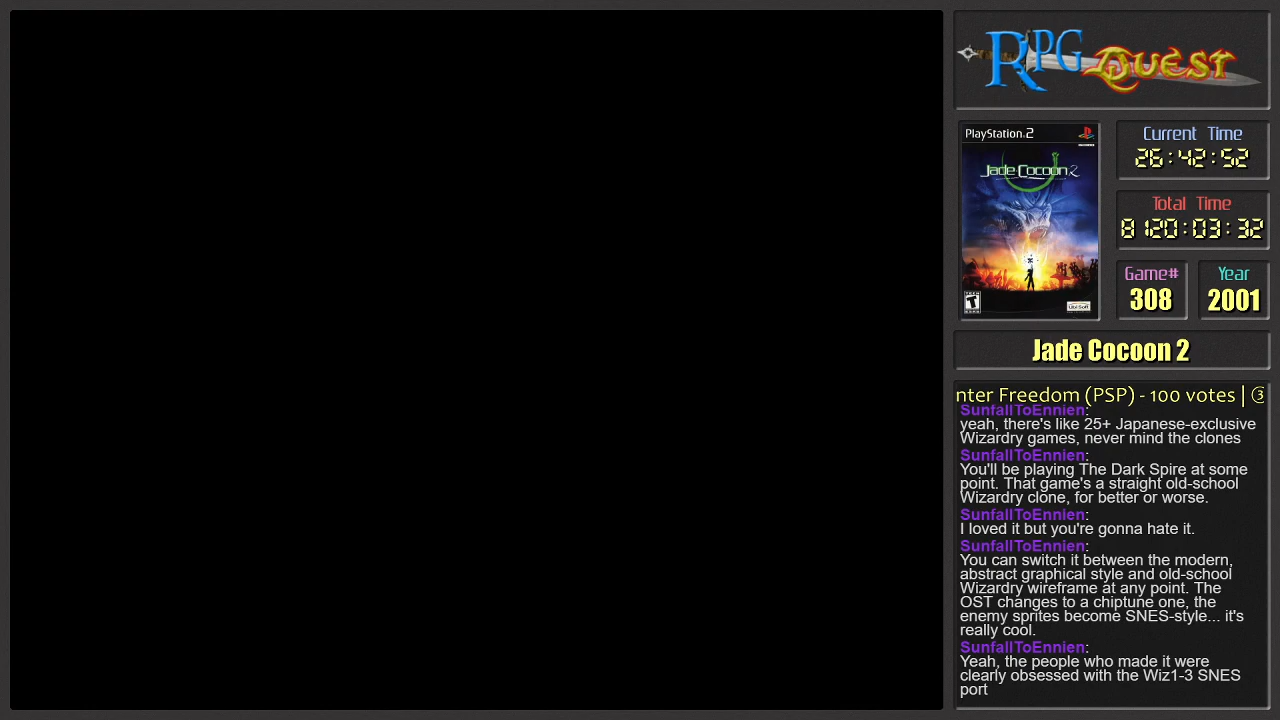 RPG Quest
PlayStation.2
Jade Cocoon 2
Current Time
26:42:52
Total Time
8120:03:32
Game#
308
Year
2001
Jade Cocoon 2
nter Freedom (PSP) - 100 votes | ③
SunfallToEnnien:
yeah, there's like 25+ Japanese-exclusive
Wizardry games, never mind the clones
SunfallToEnnien:
You'll be playing The Dark Spire at some
point. That game's a straight old-school
Wizardry clone, for better or worse.
SunfallToEnnien:
I loved it but you're gonna hate it.
SunfallToEnnien:
You can switch it between the modern,
abstract graphical style and old-school
Wizardry wireframe at any point. The
OST changes to a chiptune one, the
enemy sprites become SNES-style... it's
really cool.
SunfallToEnnien:
Yeah, the people who made it were
clearly obsessed with the Wiz1-3 SNES
port